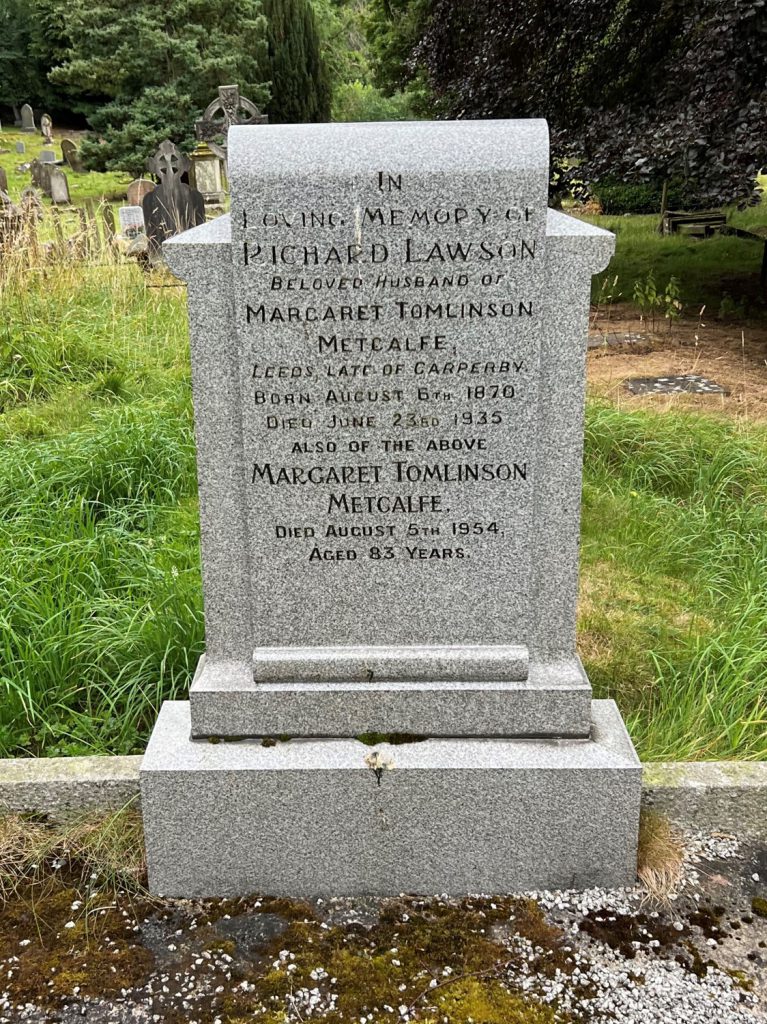 IN
LOVING MEMORY OF
RICHARD LAWSON
BELOVED HUSBAND OF
MARGARET TOMLINSON
METCALFE,
LEEDS, LATE OF CARPERBY.
BORN AUGUST 6TH 1870
DIED JUNE 23RD 1935
ALSO OF THE ABOVE
MARGARET TOMLINSON
METCALFE.
DIED AUGUST 5TH 1954,
AGED 83 YEARS.